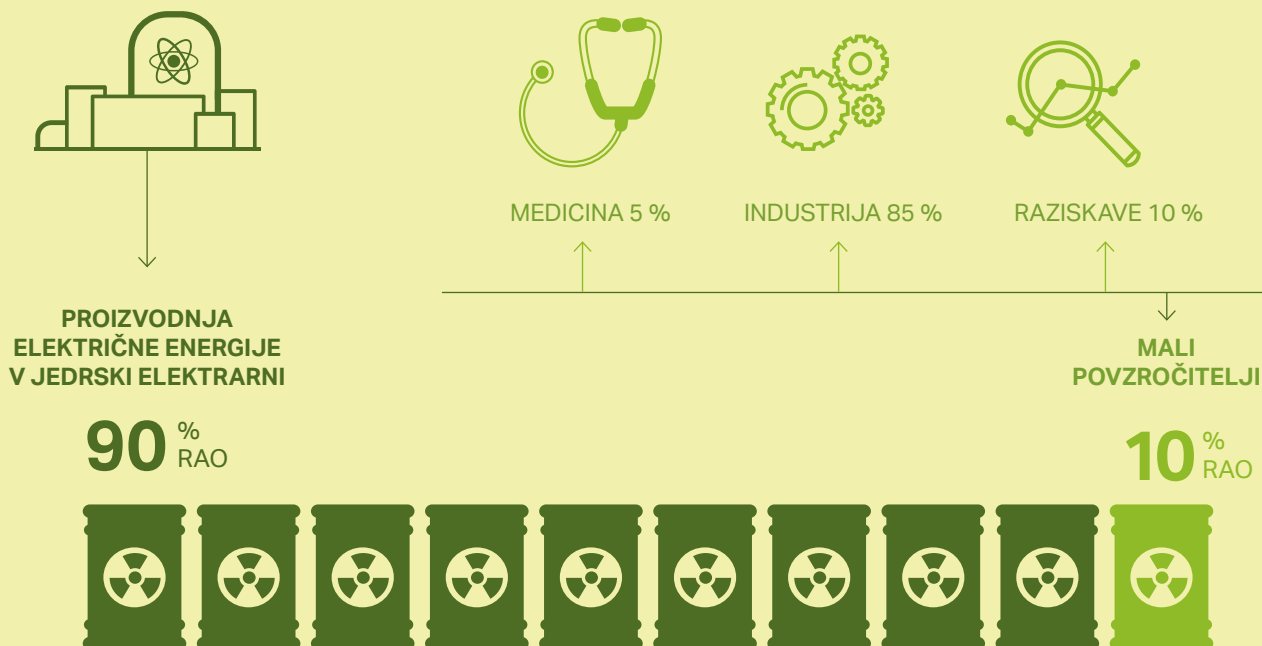 MEDICINA 5 %
INDUSTRIJA 85 %
RAZISKAVE 10 %
PROIZVODNJA
ELEKTRIČNE ENERGIJE
V JEDRSKI ELEKTRARNI
90 % RAO
MALI
POVZROČITELJI
10 % RAO